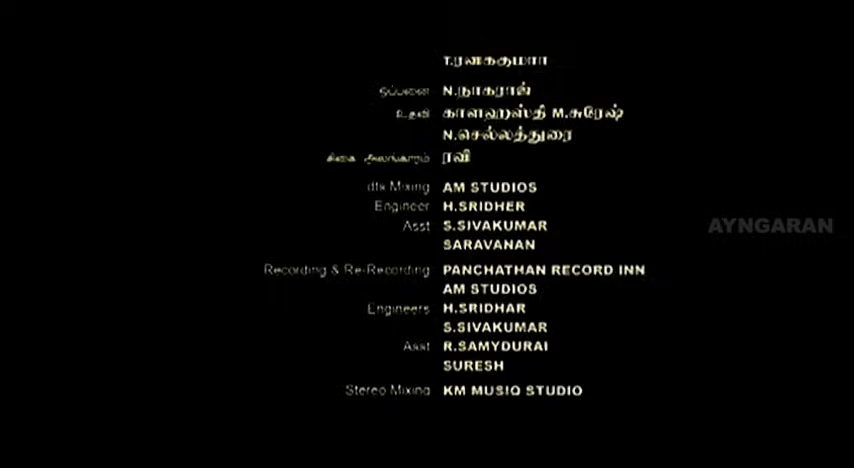 ஒப்பனை N.நாகராஜ்
உதவி காளஹஸ்தி M.சுரேஷ்
N.செல்லத்துரை
சிகை அலங்காரம் ரவி
dts Mixing AM STUDIOS
Engineer H.SRIDHER
Asst S.SIVAKUMAR
SARAVANAN
AYNGARAN
Recording & Re-Recording PANCHATHAN RECORD INN
AM STUDIOS
Engineers H.SRIDHAR
S.SIVAKUMAR
Asst R.SAMYDURAI
SURESH
Stereo Mixing KM MUSIQ STUDIO